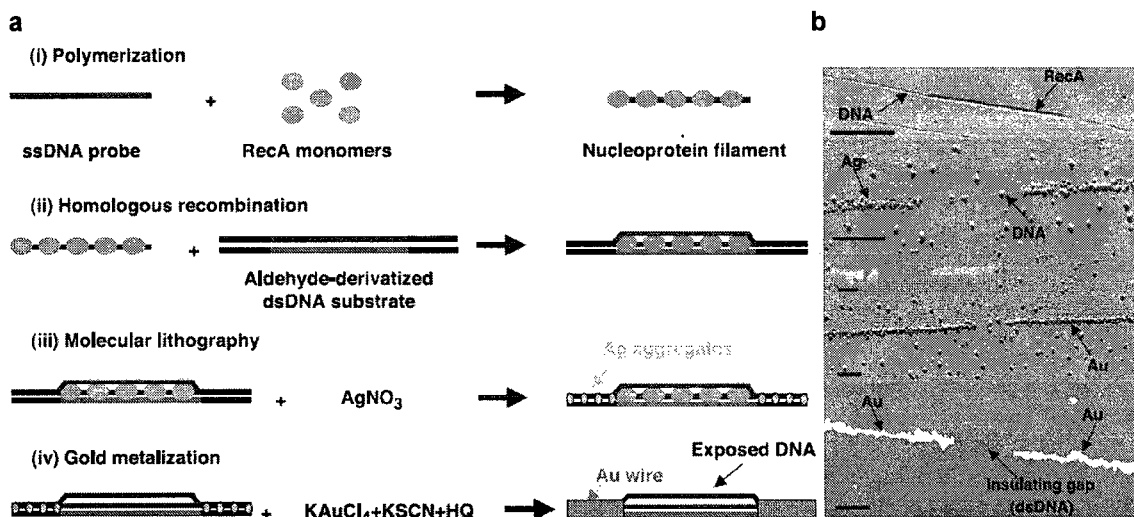 a
(i) Polymerization
+
ssDNA probe
RecA monomers
Nucleoprotein filament
(ii) Homologous recombination
+
Aldehyde-derivatized
dsDNA substrate
(iii) Molecular lithography
Ag aggregates
+
AgNO3
(iv) Gold metalization
Exposed DNA
Au wire
+
KAuCl4+KSCN+HQ
b
RecA
DNA
Ag
DNA
Au
Au
Au
Insulating gap
(dsDNA)